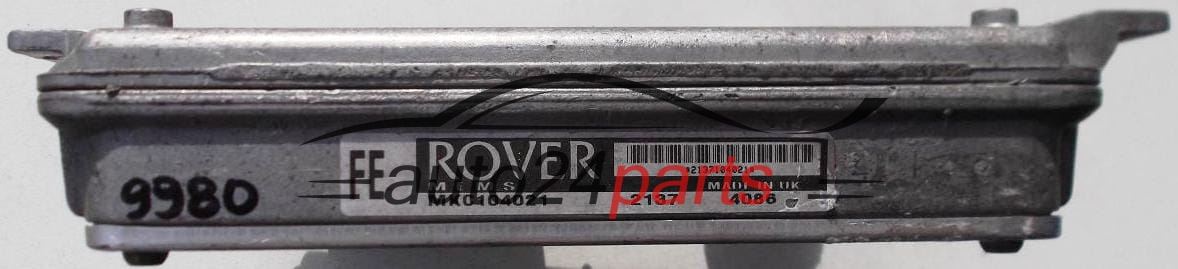 9980
FE
ROVER
MEMS
MKC104021
MADE IN UK
2137
4086
auto24parts